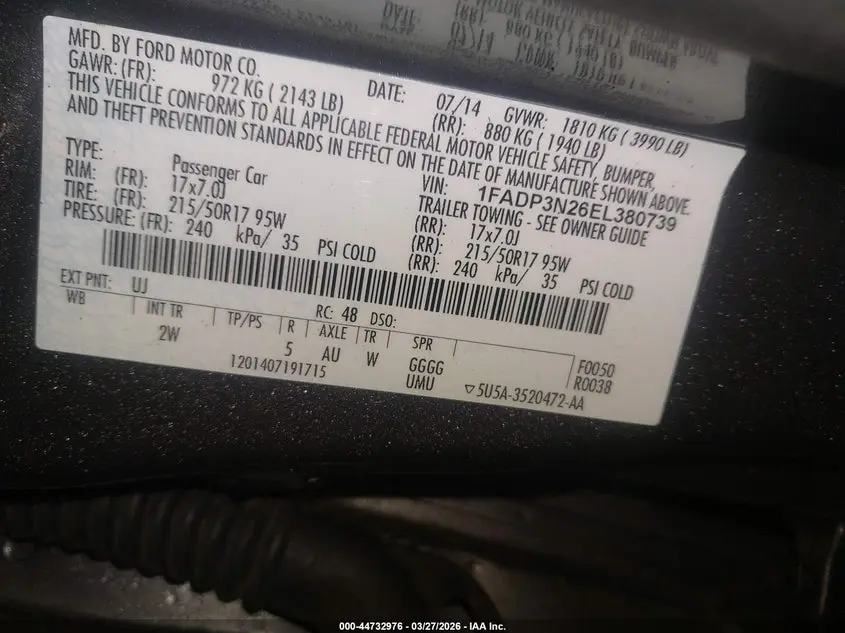 MFD. BY FORD MOTOR CO.
DATE: 07/14 GVWR: 1810 KG ( 3990 LB)
GAWR: (FR): 972 KG ( 2143 LB) (RR): 880 KG ( 1940 LB)
THIS VEHICLE CONFORMS TO ALL APPLICABLE FEDERAL MOTOR VEHICLE SAFETY, BUMPER,
AND THEFT PREVENTION STANDARDS IN EFFECT ON THE DATE OF MANUFACTURE SHOWN ABOVE.
VIN: 1FADP3N26EL380739
TYPE: Passenger Car TRAILER TOWING - SEE OWNER GUIDE
RIM: (FR): 17x7.0J (RR): 17x7.0J
TIRE: (FR): 215/50R17 95W (RR): 215/50R17 95W
PRESSURE: (FR): 240 kPa/ 35 PSI COLD (RR): 240 kPa/ 35 PSI COLD
EXT PNT: UJ RC: 48 DSO:
WB INT TR TP/PS R AXLE TR SPR
2W 5 AU W GGGG F0050
UMU R0038
1201407191715 ▽5U5A-3520472-AA
000-44732976 - 03/27/2026 - IAA Inc.